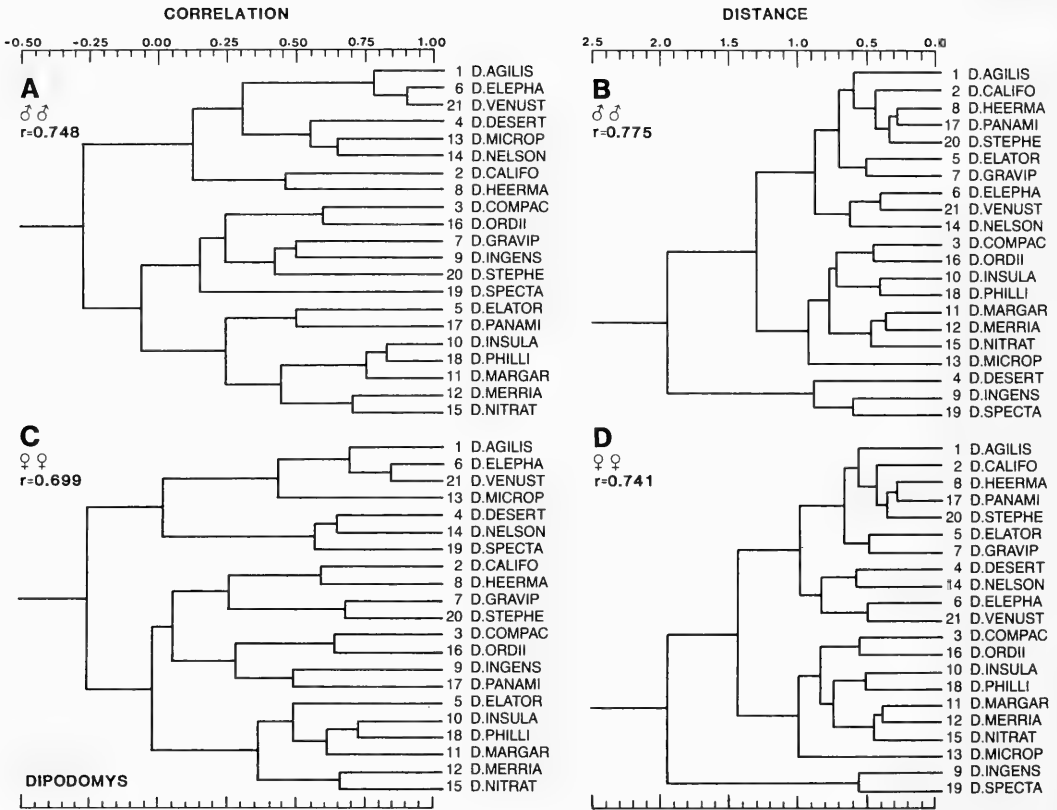 CORRELATION
-0.50 -0.25 0.00 0.25 0.50 0.75 1.00
A
♂♂
r=0.748
1 D.AGILIS
6 D.ELEPHA
21 D.VENUST
4 D.DESERT
13 D.MICROP
14 D.NELSON
2 D.CALIFO
8 D.HEERMA
3 D.COMPAC
16 D.ORDII
7 D.GRAVIP
9 D.INGENS
20 D.STEPHE
19 D.SPECTA
5 D.ELATOR
17 D.PANAMI
10 D.INSULA
18 D.PHILLI
11 D.MARGAR
12 D.MERRIA
15 D.NITRAT
DISTANCE
2.5 2.0 1.5 1.0 0.5 0.0
B
♂♂
r=0.775
1 D.AGILIS
2 D.CALIFO
8 D.HEERMA
17 D.PANAMI
20 D.STEPHE
5 D.ELATOR
7 D.GRAVIP
6 D.ELEPHA
21 D.VENUST
14 D.NELSON
3 D.COMPAC
16 D.ORDII
10 D.INSULA
18 D.PHILLI
11 D.MARGAR
12 D.MERRIA
15 D.NITRAT
13 D.MICROP
4 D.DESERT
9 D.INGENS
19 D.SPECTA
C
♀♀
r=0.699
1 D.AGILIS
6 D.ELEPHA
21 D.VENUST
13 D.MICROP
4 D.DESERT
14 D.NELSON
19 D.SPECTA
2 D.CALIFO
8 D.HEERMA
7 D.GRAVIP
20 D.STEPHE
3 D.COMPAC
16 D.ORDII
9 D.INGENS
17 D.PANAMI
5 D.ELATOR
10 D.INSULA
18 D.PHILLI
11 D.MARGAR
12 D.MERRIA
15 D.NITRAT
DIPODOMYS
D
♀♀
r=0.741
1 D.AGILIS
2 D.CALIFO
8 D.HEERMA
17 D.PANAMI
20 D.STEPHE
5 D.ELATOR
7 D.GRAVIP
4 D.DESERT
14 D.NELSON
6 D.ELEPHA
21 D.VENUST
3 D.COMPAC
16 D.ORDII
10 D.INSULA
18 D.PHILLI
11 D.MARGAR
12 D.MERRIA
15 D.NITRAT
13 D.MICROP
9 D.INGENS
19 D.SPECTA